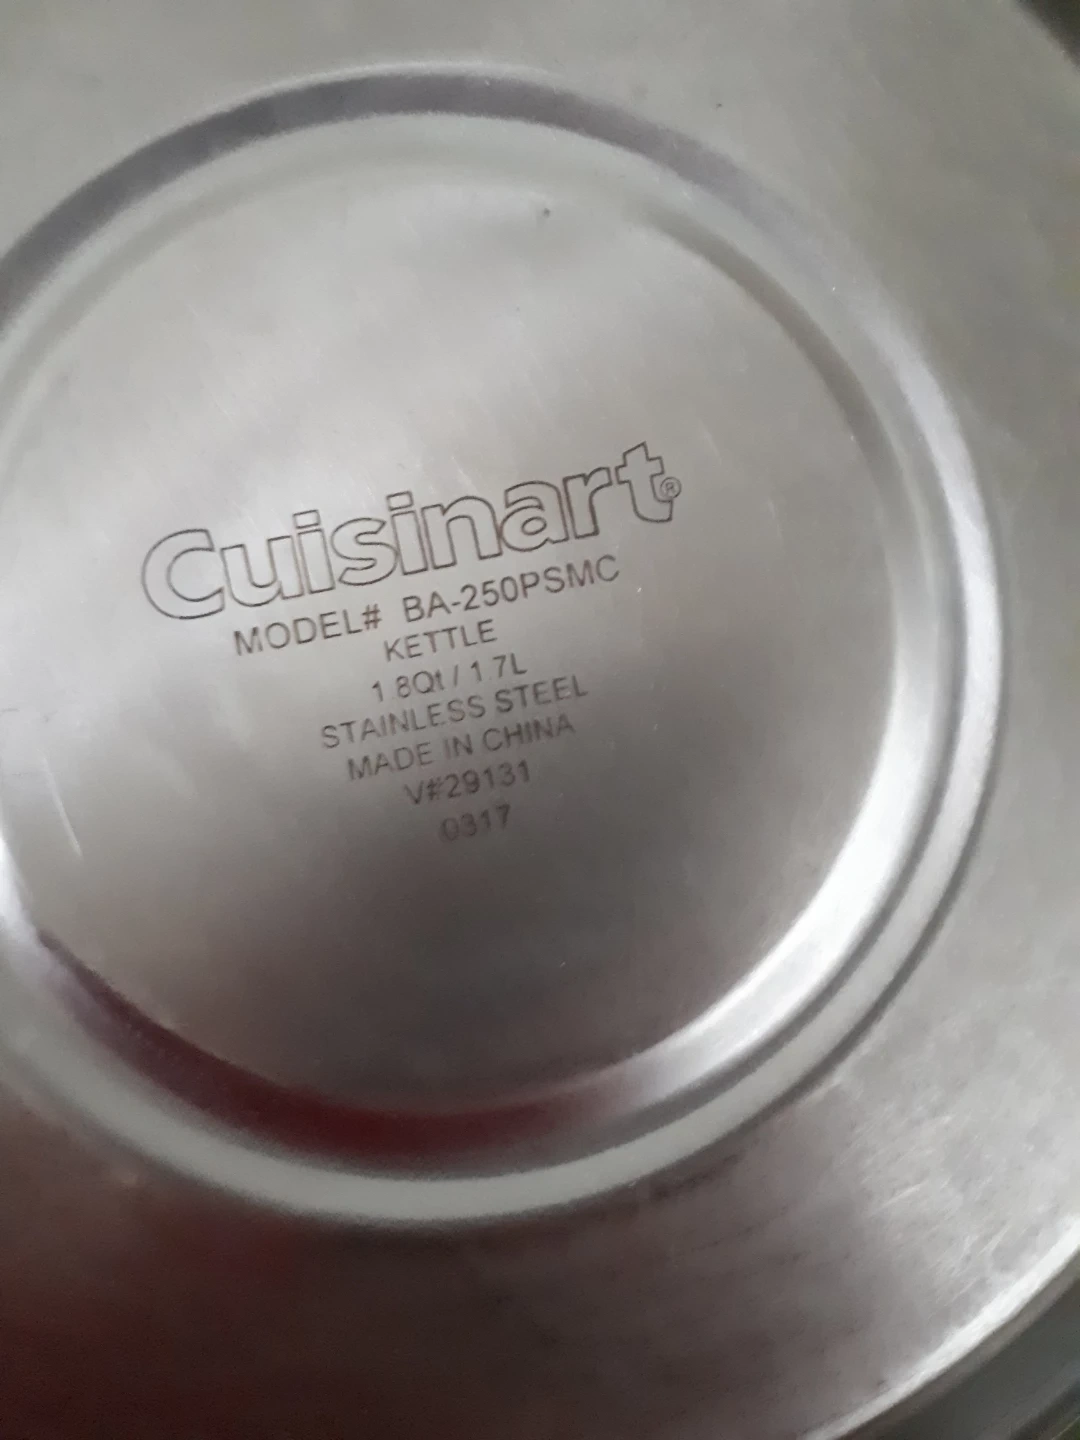 Cuisinart®
MODEL# BA-250PSMC
KETTLE
1.8Qt / 1.7L
STAINLESS STEEL
MADE IN CHINA
V#29131
0317